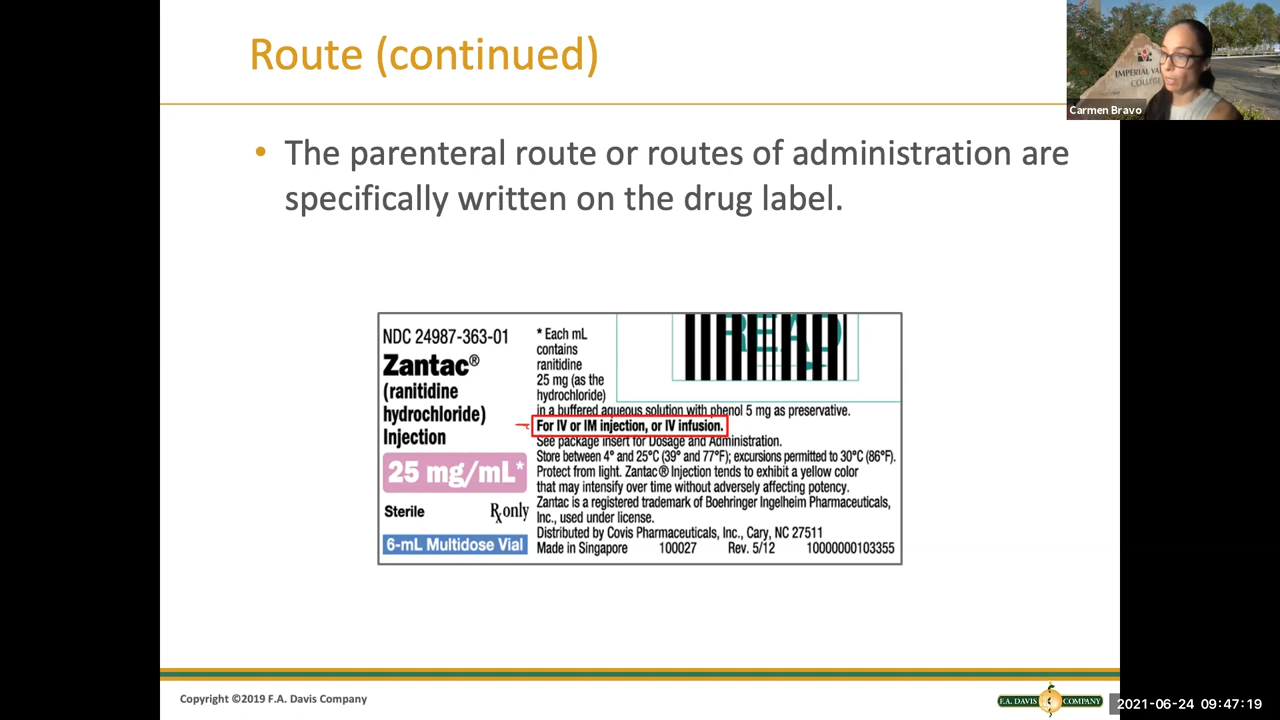 Route (continued)
IMPERIAL VA
COLLEGE
Carmen Bravo
• The parenteral route or routes of administration are
specifically written on the drug label.
NDC 24987-363-01
Zantac®
(ranitidine
hydrochloride)
Injection
25 mg/mL*
Sterile
Rx only
6-mL Multidose Vial
READ
* Each mL
contains
ranitidine
25 mg (as the
hydrochloride)
in a buffered aqueous solution with phenol 5 mg as preservative.
For IV or IM injection, or IV infusion.
See package insert for Dosage and Administration.
Store between 4° and 25°C (39° and 77°F); excursions permitted to 30°C (86°F).
Protect from light. Zantac® Injection tends to exhibit a yellow color
that may intensify over time without adversely affecting potency.
Zantac is a registered trademark of Boehringer Ingelheim Pharmaceuticals,
Inc., used under license.
Distributed by Covis Pharmaceuticals, Inc., Cary, NC 27511
Made in Singapore 100027 Rev. 5/12 10000000103355
Copyright ©2019 F.A. Davis Company
F.A. DAVIS COMPANY
2021-06-24 09:47:19